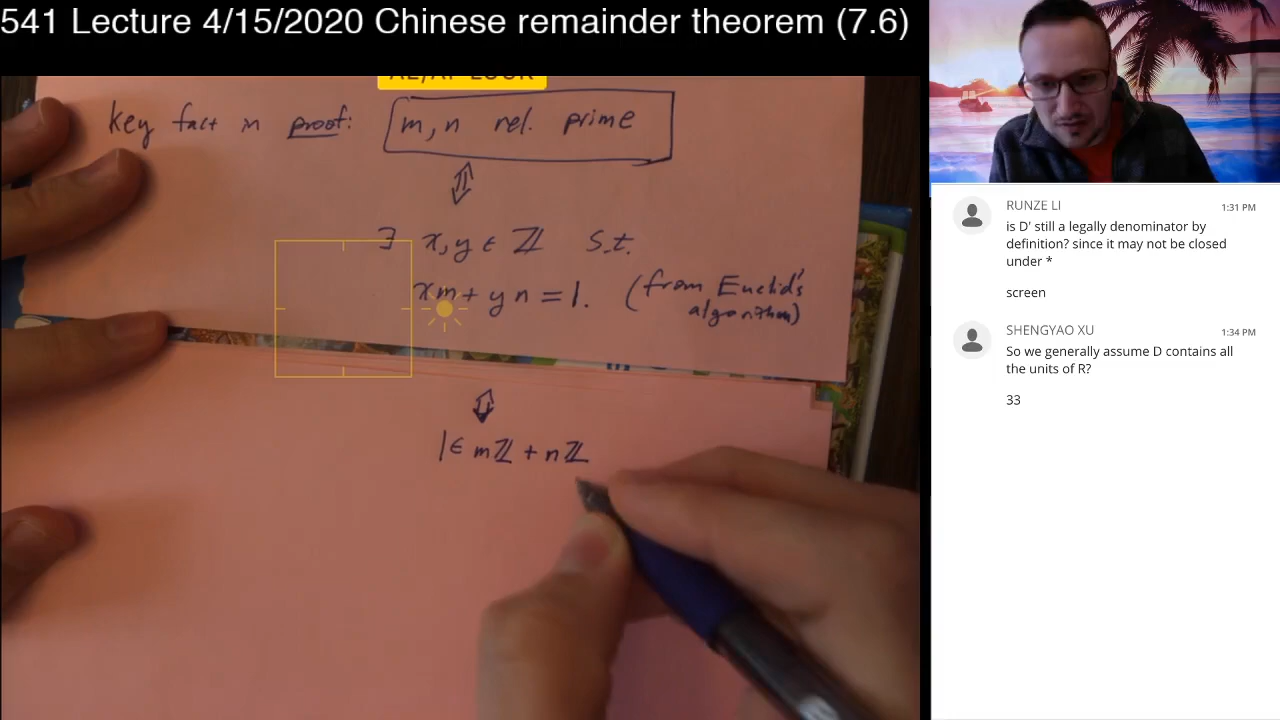 541 Lecture 4/15/2020 Chinese remainder theorem (7.6)
AE/AF LOCK
key fact in proof: m, n rel. prime
⇕
∃ x, y ∈ ℤ s.t.
xm + yn = 1. (from Euclid's
algorithm)
⇕
1 ∈ mℤ + nℤ
RUNZE LI 1:31 PM
is D' still a legally denominator by
definition? since it may not be closed
under *
screen
SHENGYAO XU 1:34 PM
So we generally assume D contains all
the units of R?
33